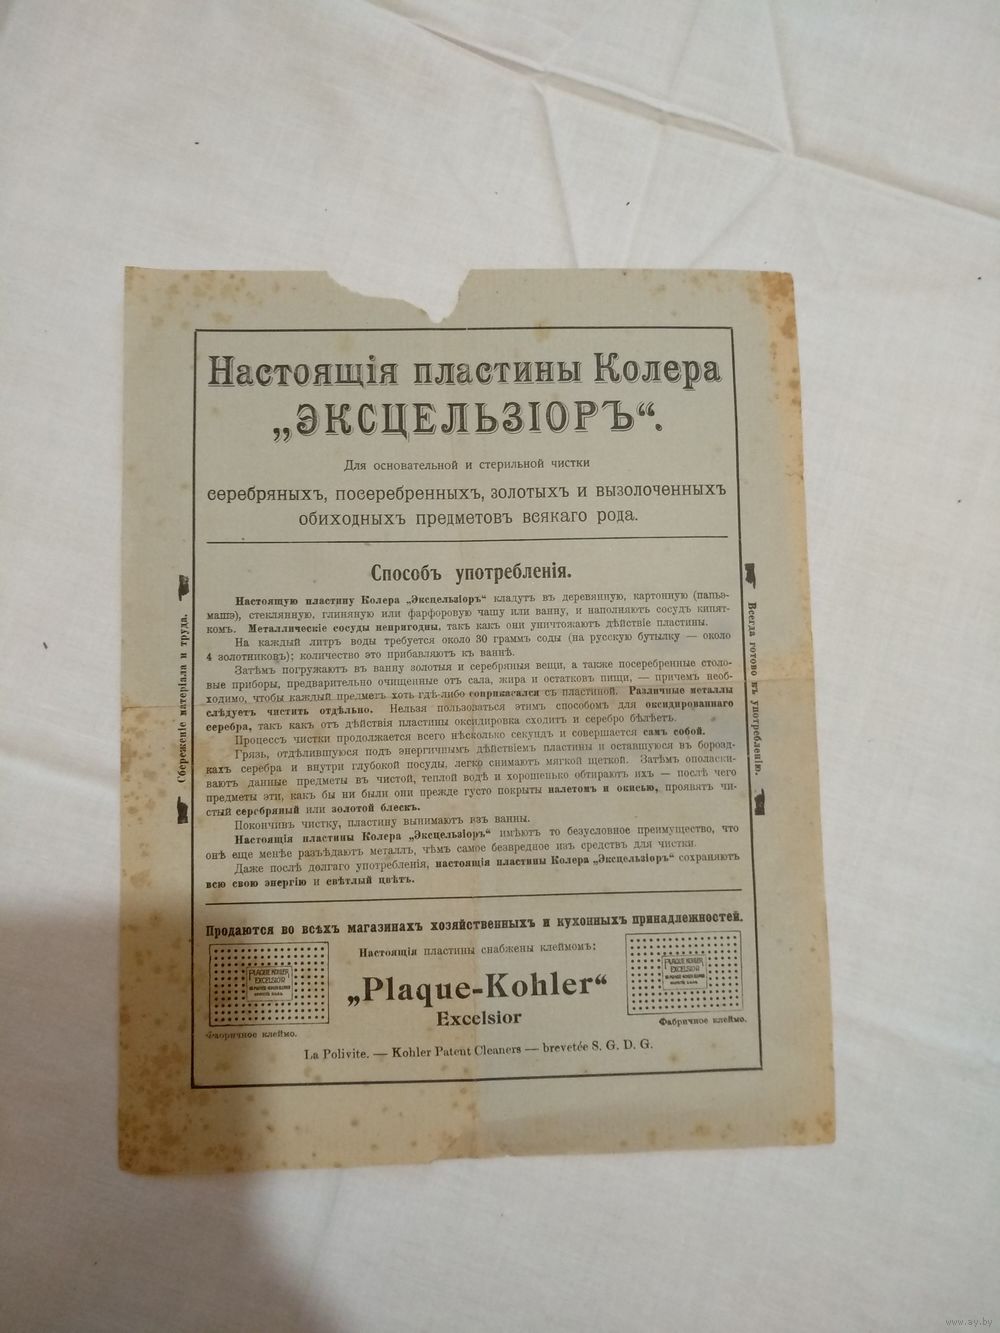 Настоящія пластины Колера
„ЭКСЦЕЛЬЗІОРЪ“.
Для основательной и стерильной чистки
серебряныхъ, посеребренныхъ, золотыхъ и вызолоченныхъ
обиходныхъ предметовъ всякаго рода.
Способъ употребленія.
Настоящую пластину Колера „Эксцельзіоръ“ кладутъ въ деревянную, картонную (папье-
машэ), стеклянную, глиняную или фарфоровую чашу или ванну, и наполняютъ сосудъ кипят-
комъ. Металлическіе сосуды непригодны, такъ какъ они уничтожаютъ дѣйствіе пластины.
На каждый литръ воды требуется около 30 граммъ соды (на русскую бутылку — около
4 золотниковъ); количество это прибавляютъ къ ваннѣ.
Затѣмъ погружаютъ въ ванну золотыя и серебряныя вещи, а также посеребренные столо-
вые приборы, предварительно очищенные отъ сала, жира и остатковъ пищи, — причемъ необ-
ходимо, чтобы каждый предметъ хоть гдѣ-либо соприкасался съ пластиной. Различные металлы
слѣдуетъ чистить отдѣльно. Нельзя пользоваться этимъ способомъ для оксидированнаго
серебра, такъ какъ отъ дѣйствія пластины оксидировка сходитъ и серебро бѣлѣетъ.
Процессъ чистки продолжается всего нѣсколько секундъ и совершается самъ собой.
Грязь, отдѣлившуюся подъ энергичнымъ дѣйствіемъ пластины и оставшуюся въ борозд-
кахъ серебра и внутри глубокой посуды, легко снимаютъ мягкой щеткой. Затѣмъ ополаски-
ваютъ данные предметы въ чистой, теплой водѣ и хорошенько обтираютъ ихъ — послѣ чего
предметы эти, какъ бы ни были они прежде густо покрыты налетомъ и окисью, проявятъ чи-
стый серебряный или золотой блескъ.
Покончивъ чистку, пластину вынимаютъ изъ ванны.
Настоящія пластины Колера „Эксцельзіоръ“ имѣютъ то безусловное преимущество, что
онѣ еще менѣе разъѣдаютъ металлъ, чѣмъ самое безвредное изъ средствъ для чистки.
Даже послѣ долгаго употребленія, настоящія пластины Колера „Эксцельзіоръ“ сохраняютъ
всю свою энергію и свѣтлый цвѣтъ.
Сбереженіе матеріала и труда.
Всегда готово къ употребленію.
Продаются во всѣхъ магазинахъ хозяйственныхъ и кухонныхъ принадлежностей.
Настоящія пластины снабжены клеймомъ:
„Plaque-Kohler“
Excelsior
PLAQUE KOHLER
EXCELSIOR
Фабричное клеймо.
PLAQUE KOHLER
EXCELSIOR
Фабричное клеймо.
La Polivite. — Kohler Patent Cleaners — brevetée S. G. D. G.
www.ay.by